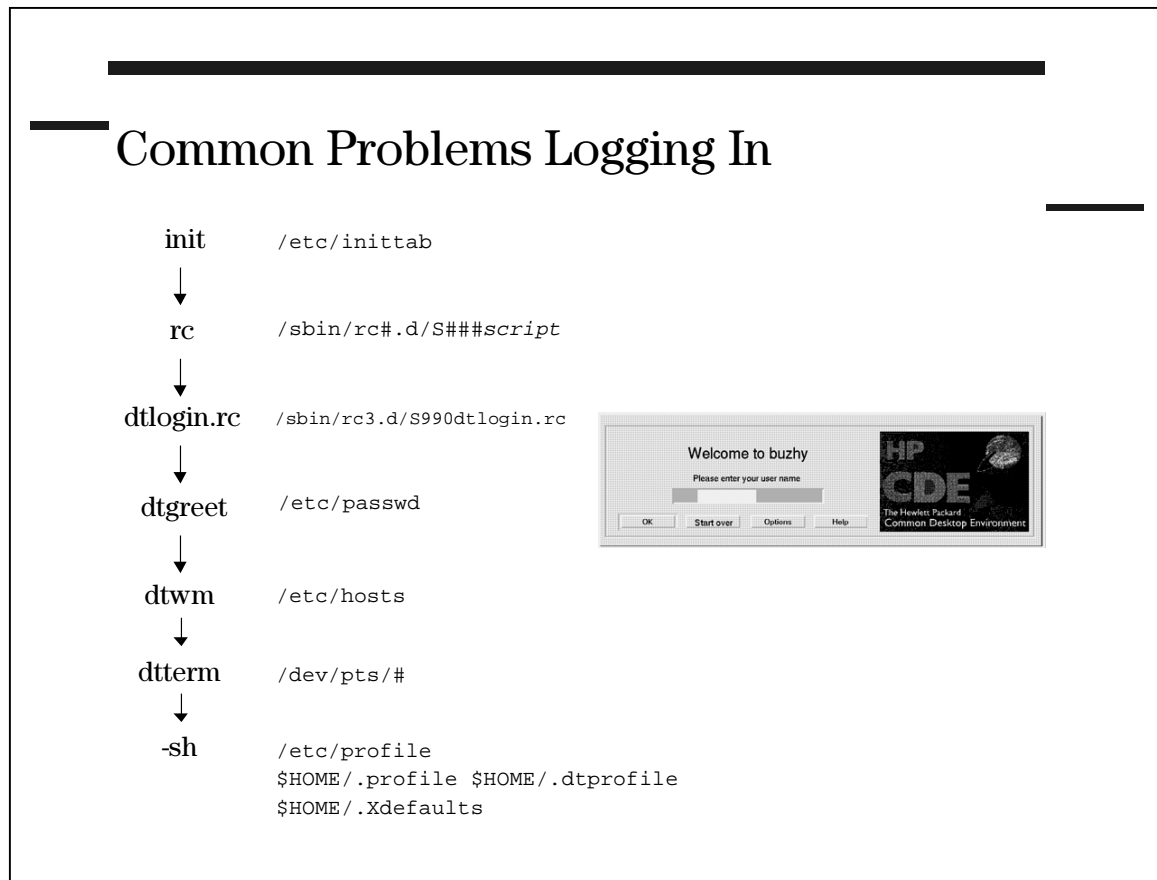 Common Problems Logging In
init /etc/inittab
rc /sbin/rc#.d/S###script
dtlogin.rc /sbin/rc3.d/S990dtlogin.rc
dtgreet /etc/passwd
dtwm /etc/hosts
dtterm /dev/pts/#
-sh /etc/profile
$HOME/.profile $HOME/.dtprofile
$HOME/.Xdefaults
Welcome to buzhy
Please enter your user name
OK Start over Options Help
HP
CDE
The Hewlett Packard
Common Desktop Environment